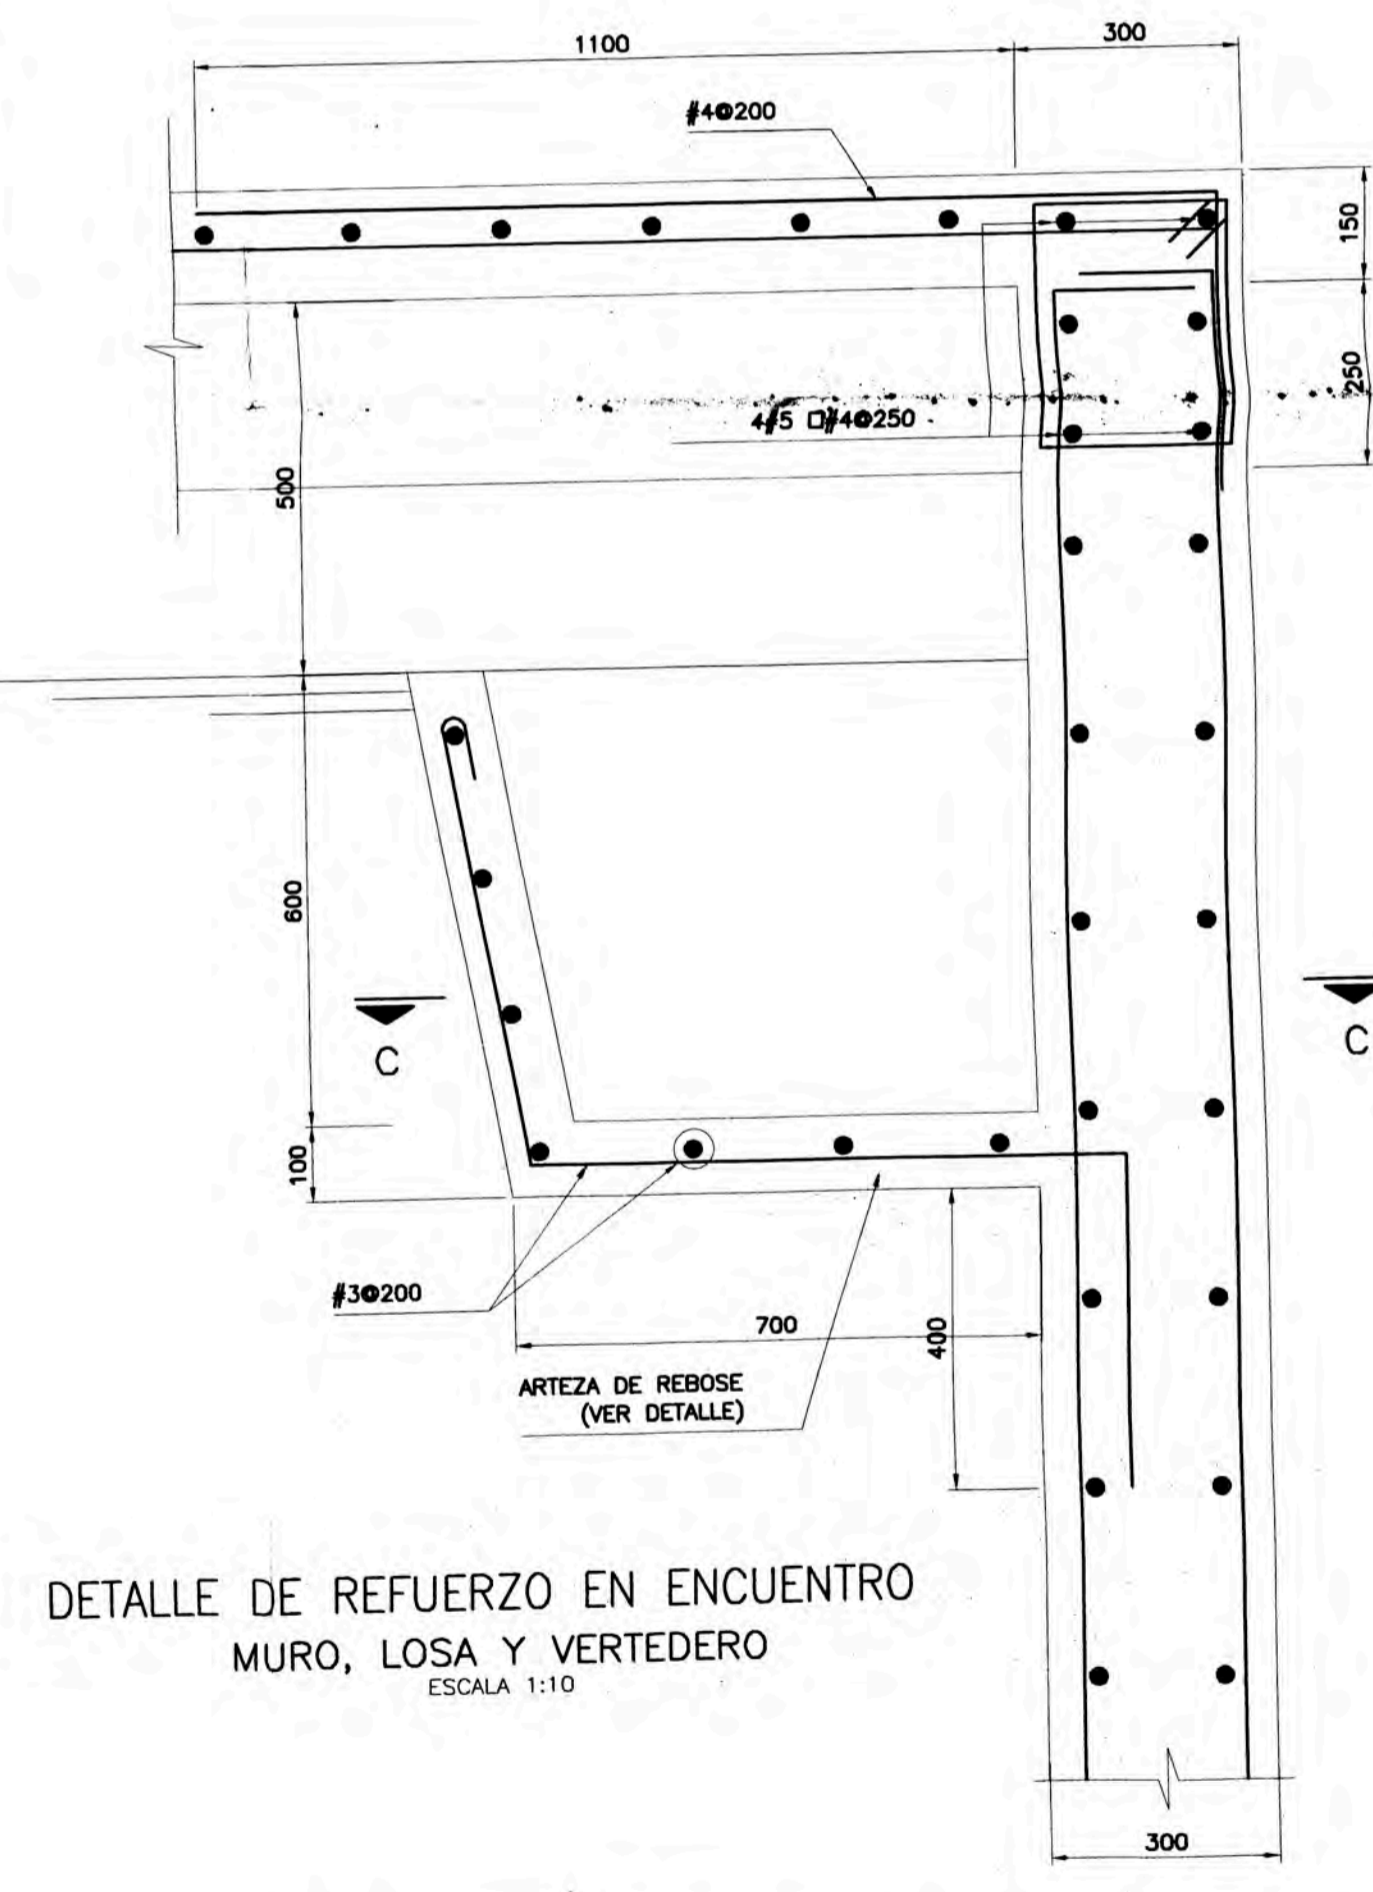 1100
300
#4@200
150
250
4#5 □#4@250
500
600
C
C
100
#3@200
700
400
ARTEZA DE REBOSE
(VER DETALLE)
DETALLE DE REFUERZO EN ENCUENTRO
MURO, LOSA Y VERTEDERO
ESCALA 1:10
300